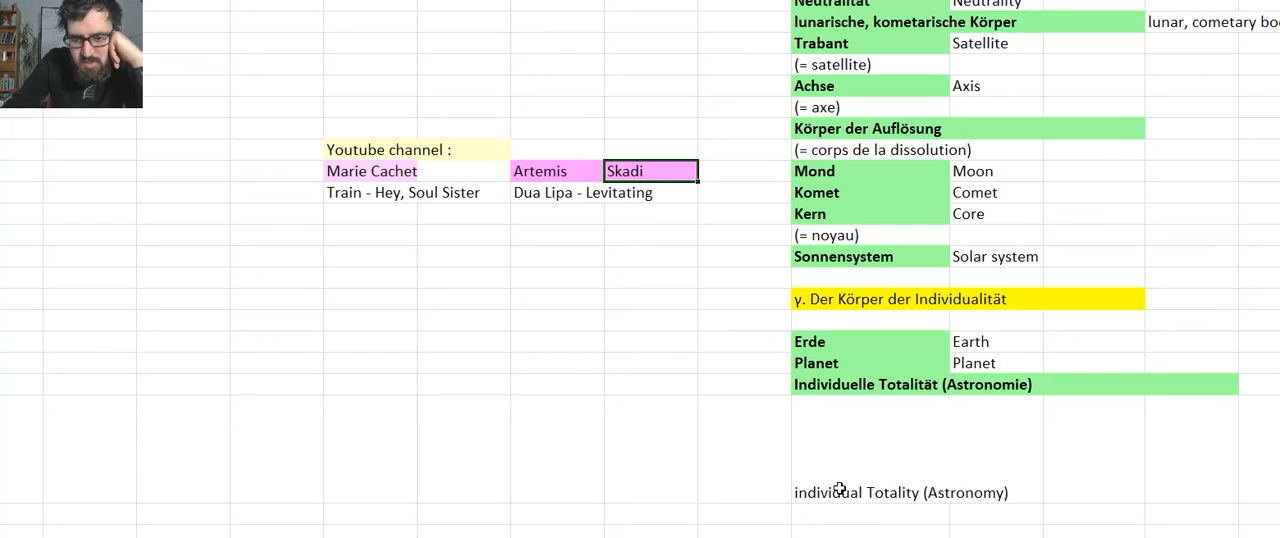 Neutralität Neutrality
lunarische, kometarische Körper lunar, cometary
Trabant Satellite
(= satellite)
Achse Axis
(= axe)
Körper der Auflösung
(= corps de la dissolution)
Mond Moon
Komet Comet
Kern Core
(= noyau)
Sonnensystem Solar system
γ. Der Körper der Individualität
Erde Earth
Planet Planet
Individuelle Totalität (Astronomie)
individual Totality (Astronomy)
Youtube channel :
Marie Cachet Artemis Skadi
Train - Hey, Soul Sister Dua Lipa - Levitating